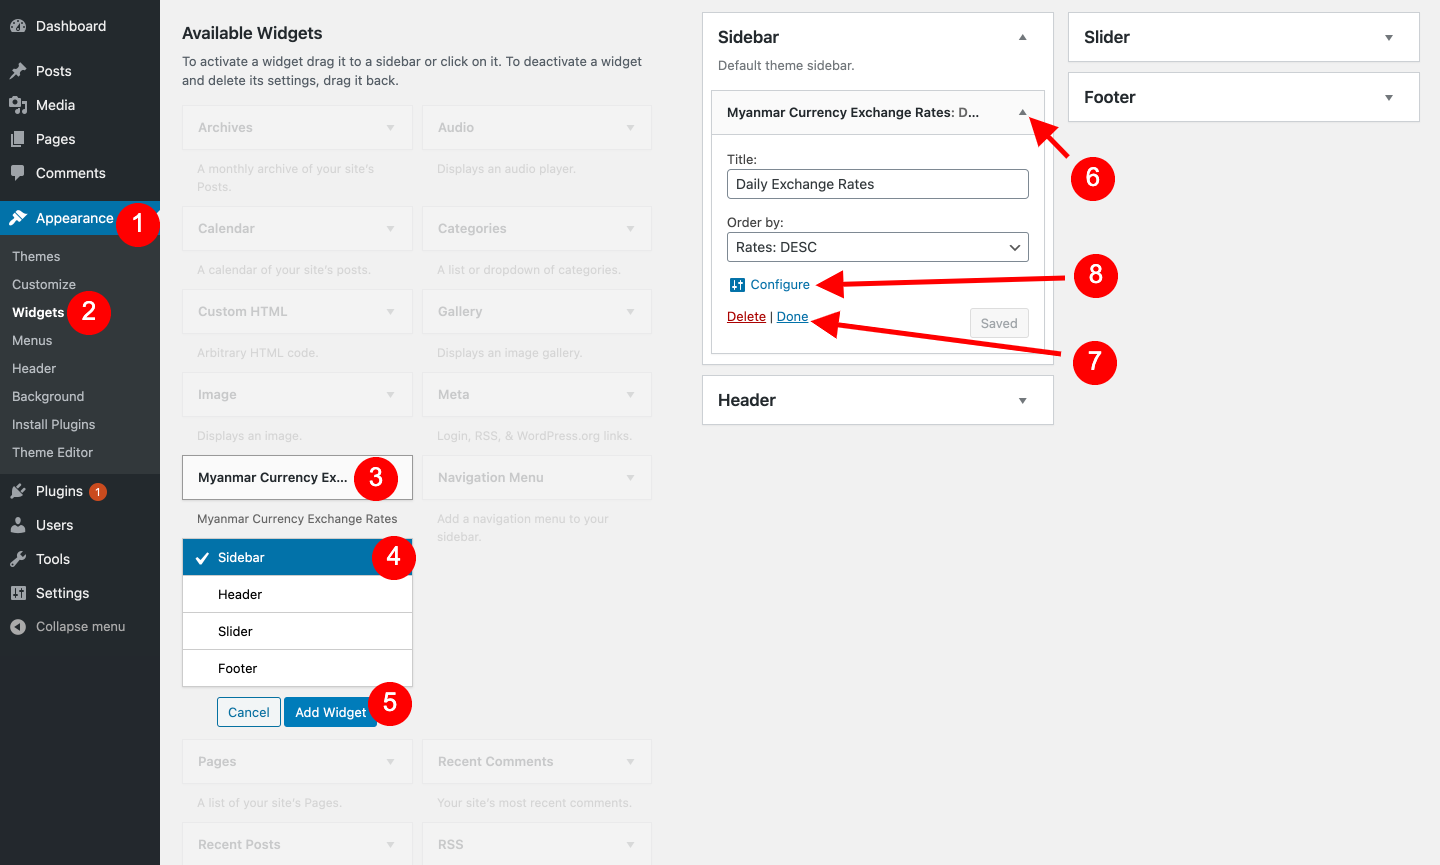 Dashboard
Posts
Media
Pages
Comments
Appearance
1
Themes
Customize
Widgets
2
Menus
Header
Background
Install Plugins
Theme Editor
Plugins 1
Users
Tools
Settings
Collapse menu
Available Widgets
To activate a widget drag it to a sidebar or click on it. To deactivate a widget
and delete its settings, drag it back.
Archives
A monthly archive of your site's
Posts.
Audio
Displays an audio player.
Calendar
A calendar of your site's posts.
Categories
A list or dropdown of categories.
Custom HTML
Arbitrary HTML code.
Gallery
Displays an image gallery.
Image
Displays an image.
Meta
Login, RSS, & WordPress.org links.
Myanmar Currency Ex...
3
Myanmar Currency Exchange Rates
Navigation Menu
Add a navigation menu to your
sidebar.
Sidebar
4
Header
Slider
Footer
Cancel
Add Widget
5
Pages
A list of your site's Pages.
Recent Comments
Your site's most recent comments.
Recent Posts
RSS
Sidebar
Default theme sidebar.
Myanmar Currency Exchange Rates: D...
6
Title:
Daily Exchange Rates
Order by:
Rates: DESC
Configure
8
Delete | Done
Saved
7
Header
Slider
Footer